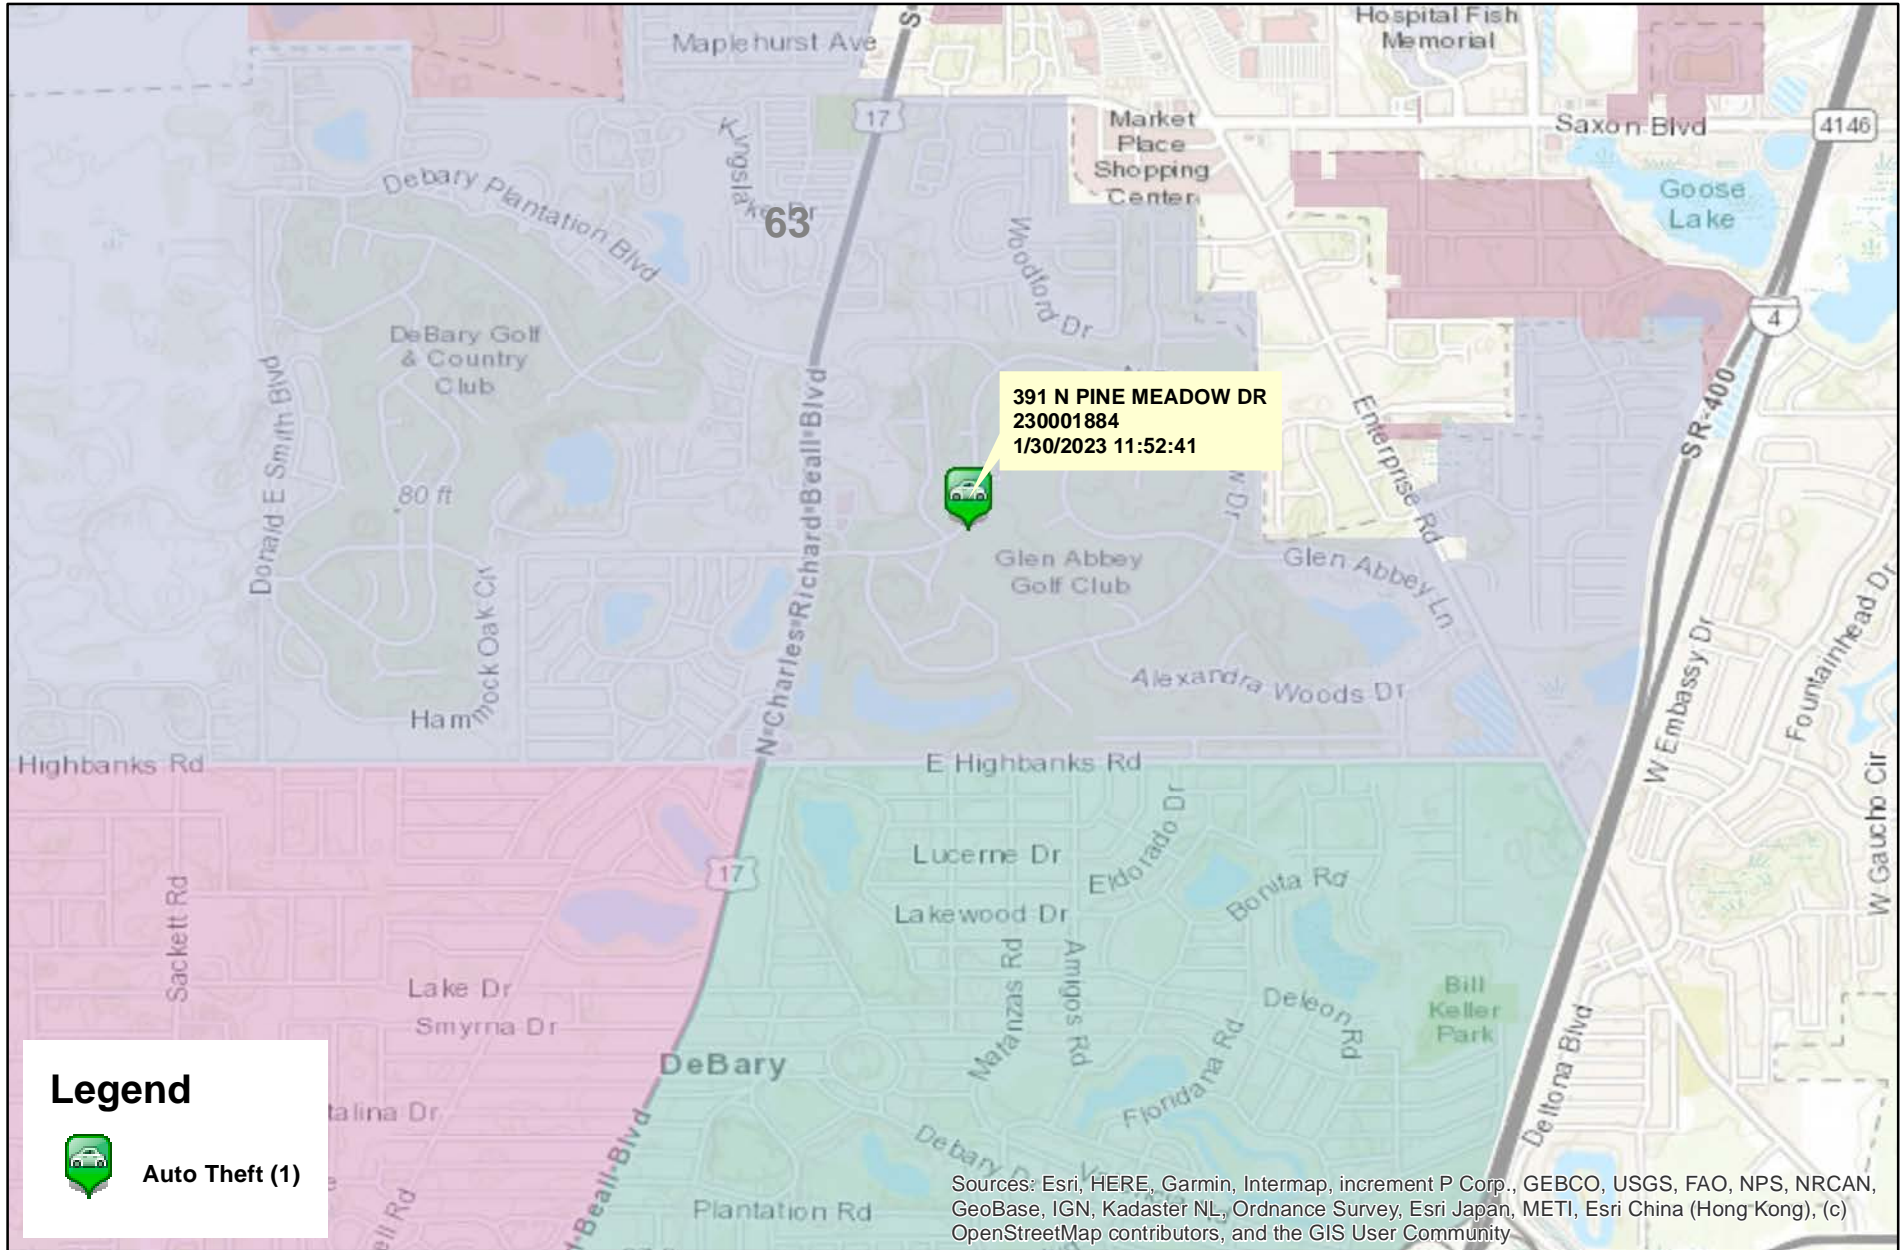 S
Maplehurst Ave
Hospital Fish
Memorial
17
Market
Place
Shopping
Center
Saxon Blvd
4146
Kingslake Dr
63
Debary Plantation Blvd
Woodford Dr
Goose
Lake
4
DeBary Golf
& Country
Club
Donald E Smith Blvd
80 ft
N Charles Richard Beall Blvd
391 N PINE MEADOW DR
230001884
1/30/2023 11:52:41
w Dr
Enterprise Rd
SR-400
Glen Abbey
Golf Club
Glen Abbey Ln
Hammock Oak Cir
Alexandra Woods Dr
W Embassy Dr
Fountainhead Dr
W Gaucho Cir
Highbanks Rd
E Highbanks Rd
Lucerne Dr
Eldorado Dr
17
Bonita Rd
Lakewood Dr
Sackett Rd
Matanzas Rd
Amigos Rd
Lake Dr
Smyrna Dr
Deleon Rd
Bill
Keller
Park
DeBary
Floridana Rd
Deltona Blvd
Legend
Auto Theft (1)
talina Dr
e
ell Rd
Beall Blvd
Debary D
Plantation Rd
Sources: Esri, HERE, Garmin, Intermap, increment P Corp., GEBCO, USGS, FAO, NPS, NRCAN,
GeoBase, IGN, Kadaster NL, Ordnance Survey, Esri Japan, METI, Esri China (Hong Kong), (c)
OpenStreetMap contributors, and the GIS User Community